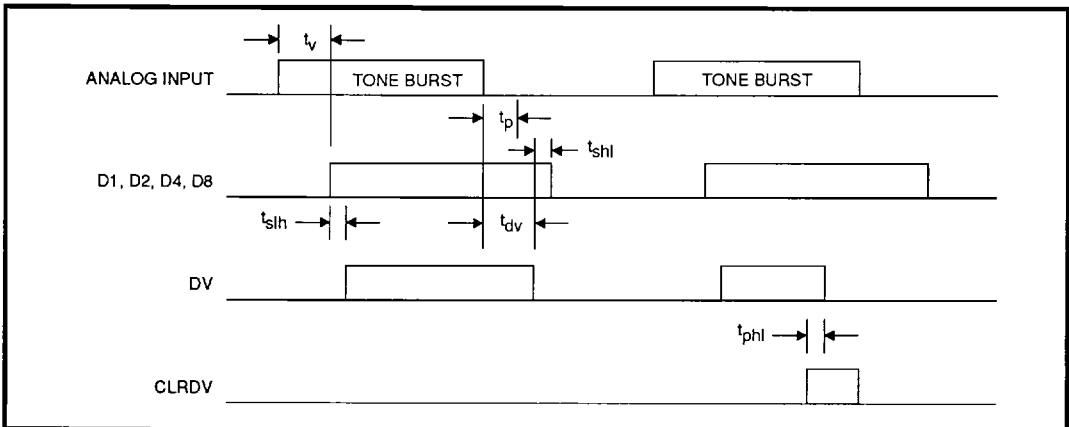 tv
ANALOG INPUT
TONE BURST
TONE BURST
tp
tshl
D1, D2, D4, D8
tslh
tdv
DV
tphl
CLRDV